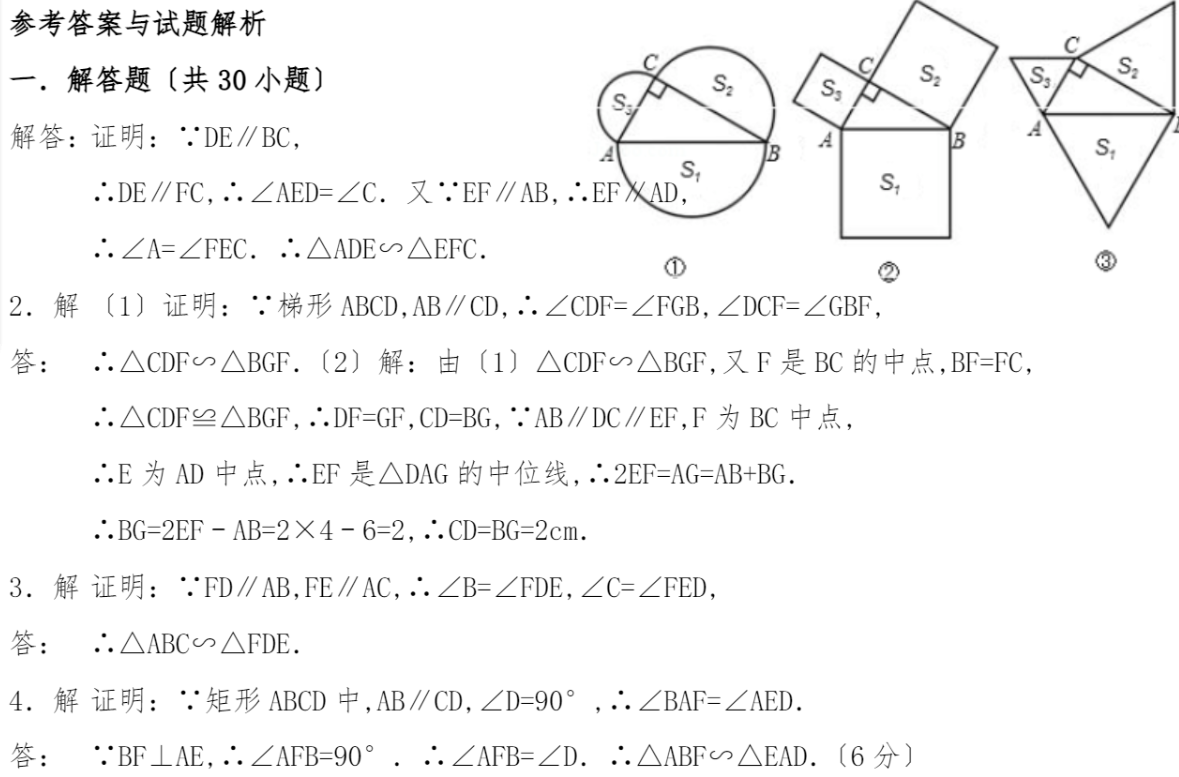 参考答案与试题解析
一．解答题〔共 30 小题〕
解答：证明：∵DE∥BC,
∴DE∥FC,∴∠AED=∠C．又∵EF∥AB,∴EF∥AD,
∴∠A=∠FEC．∴△ADE∽△EFC．
C S₃ S₂ A B S₁ ①
C S₃ S₂ A B S₁ ②
C S₃ S₂ A S₁ ③
2．解 〔1〕证明：∵梯形 ABCD,AB∥CD,∴∠CDF=∠FGB,∠DCF=∠GBF,
答： ∴△CDF∽△BGF．〔2〕解：由〔1〕△CDF∽△BGF,又 F 是 BC 的中点,BF=FC,
∴△CDF≌△BGF,∴DF=GF,CD=BG,∵AB∥DC∥EF,F 为 BC 中点,
∴E 为 AD 中点,∴EF 是△DAG 的中位线,∴2EF=AG=AB+BG．
∴BG=2EF－AB=2×4－6=2,∴CD=BG=2cm．
3．解 证明：∵FD∥AB,FE∥AC,∴∠B=∠FDE,∠C=∠FED,
答： ∴△ABC∽△FDE．
4．解 证明：∵矩形 ABCD 中,AB∥CD,∠D=90°,∴∠BAF=∠AED．
答： ∵BF⊥AE,∴∠AFB=90°．∴∠AFB=∠D．∴△ABF∽△EAD．〔6 分〕